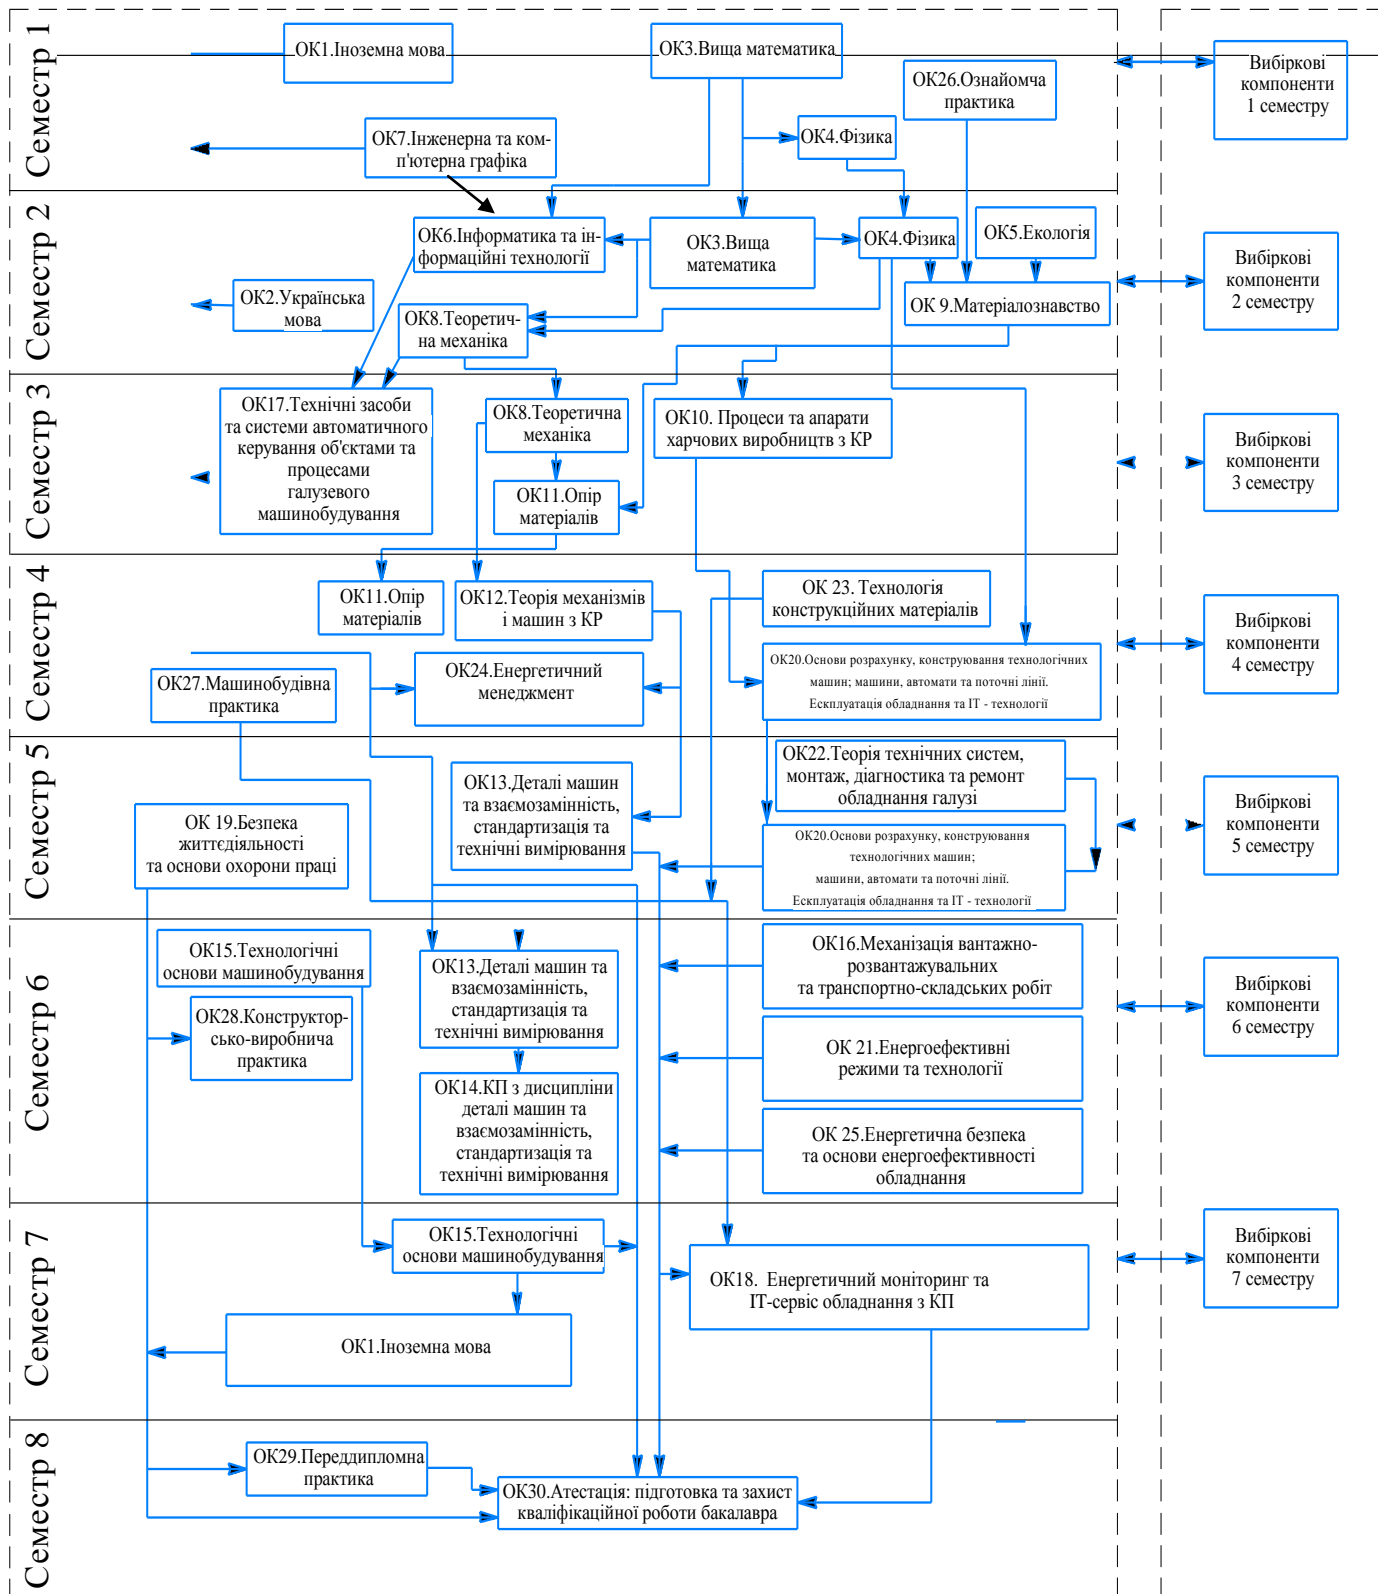 Семестр 1
ОК1.Іноземна мова
ОК3.Вища математика
ОК26.Ознайомча
практика
ОК7.Інженерна та ком-
п'ютерна графіка
ОК4.Фізика
Вибіркові
компоненти
1 семестру
Семестр 2
ОК6.Інформатика та ін-
формаційні технології
ОК3.Вища
математика
ОК4.Фізика
ОК5.Екологія
ОК2.Українська
мова
ОК8.Теоретич-
на механіка
ОК 9.Матеріалознавство
Вибіркові
компоненти
2 семестру
Семестр 3
ОК17.Технічні засоби
та системи автоматичного
керування об'єктами та
процесами
галузевого
машинобудування
ОК8.Теоретична
механіка
ОК10. Процеси та апарати
харчових виробництв з КР
ОК11.Опір
матеріалів
Вибіркові
компоненти
3 семестру
Семестр 4
ОК11.Опір
матеріалів
ОК12.Теорія механізмів
і машин з КР
ОК 23. Технологія
конструкційних матеріалів
ОК27.Машинобудівна
практика
ОК24.Енергетичний
менеджмент
ОК20.Основи розрахунку, конструювання технологічних
машин; машини, автомати та поточні лінії.
Ескплуатація обладнання та ІТ - технології
Вибіркові
компоненти
4 семестру
Семестр 5
ОК13.Деталі машин
та взаємозамінність,
стандартизація та
технічні вимірювання
ОК22.Теорія технічних систем,
монтаж, діагностика та ремонт
обладнання галузі
ОК 19.Безпека
життєдіяльності
та основи охорони праці
ОК20.Основи розрахунку, конструювання
технологічних машин;
машини, автомати та поточні лінії.
Ескплуатація обладнання та ІТ - технології
Вибіркові
компоненти
5 семестру
Семестр 6
ОК15.Технологічні
основи машинобудування
ОК13.Деталі машин та
взаємозамінність,
стандартизація та
технічні вимірювання
ОК16.Механізація вантажно-
розвантажувальних
та транспортно-складських робіт
ОК28.Конструктор-
сько-виробнича
практика
ОК 21.Енергоефективні
режими та технології
ОК14.КП з дисципліни
деталі машин та
взаємозамінність,
стандартизація та
технічні вимірювання
ОК 25.Енергетична безпека
та основи енергоефективності
обладнання
Вибіркові
компоненти
6 семестру
Семестр 7
ОК15.Технологічні
основи машинобудування
ОК18. Енергетичний моніторинг та
ІТ-сервіс обладнання з КП
ОК1.Іноземна мова
Вибіркові
компоненти
7 семестру
Семестр 8
ОК29.Переддипломна
практика
ОК30.Атестація: підготовка та захист
кваліфікаційної роботи бакалавра